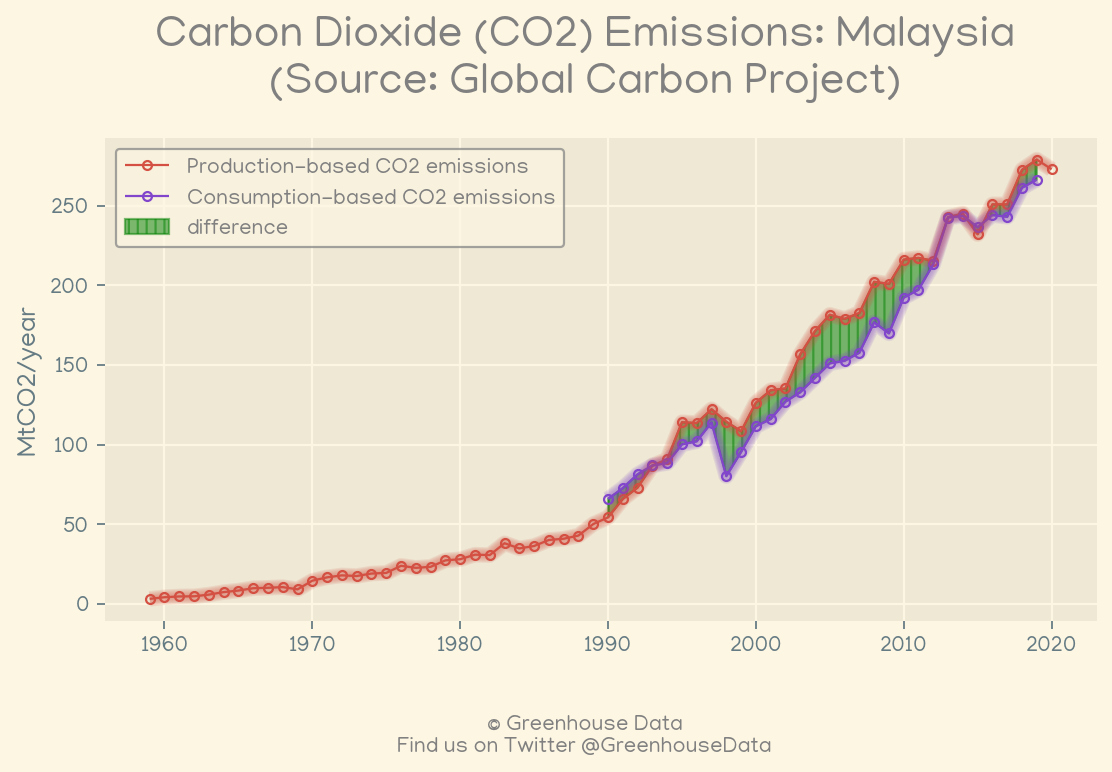 Carbon Dioxide (CO2) Emissions: Malaysia
(Source: Global Carbon Project)
Production-based CO2 emissions
Consumption-based CO2 emissions
difference
MtCO2/year
250
200
150
100
50
0
1960 1970 1980 1990 2000 2010 2020
© Greenhouse Data
Find us on Twitter @GreenhouseData